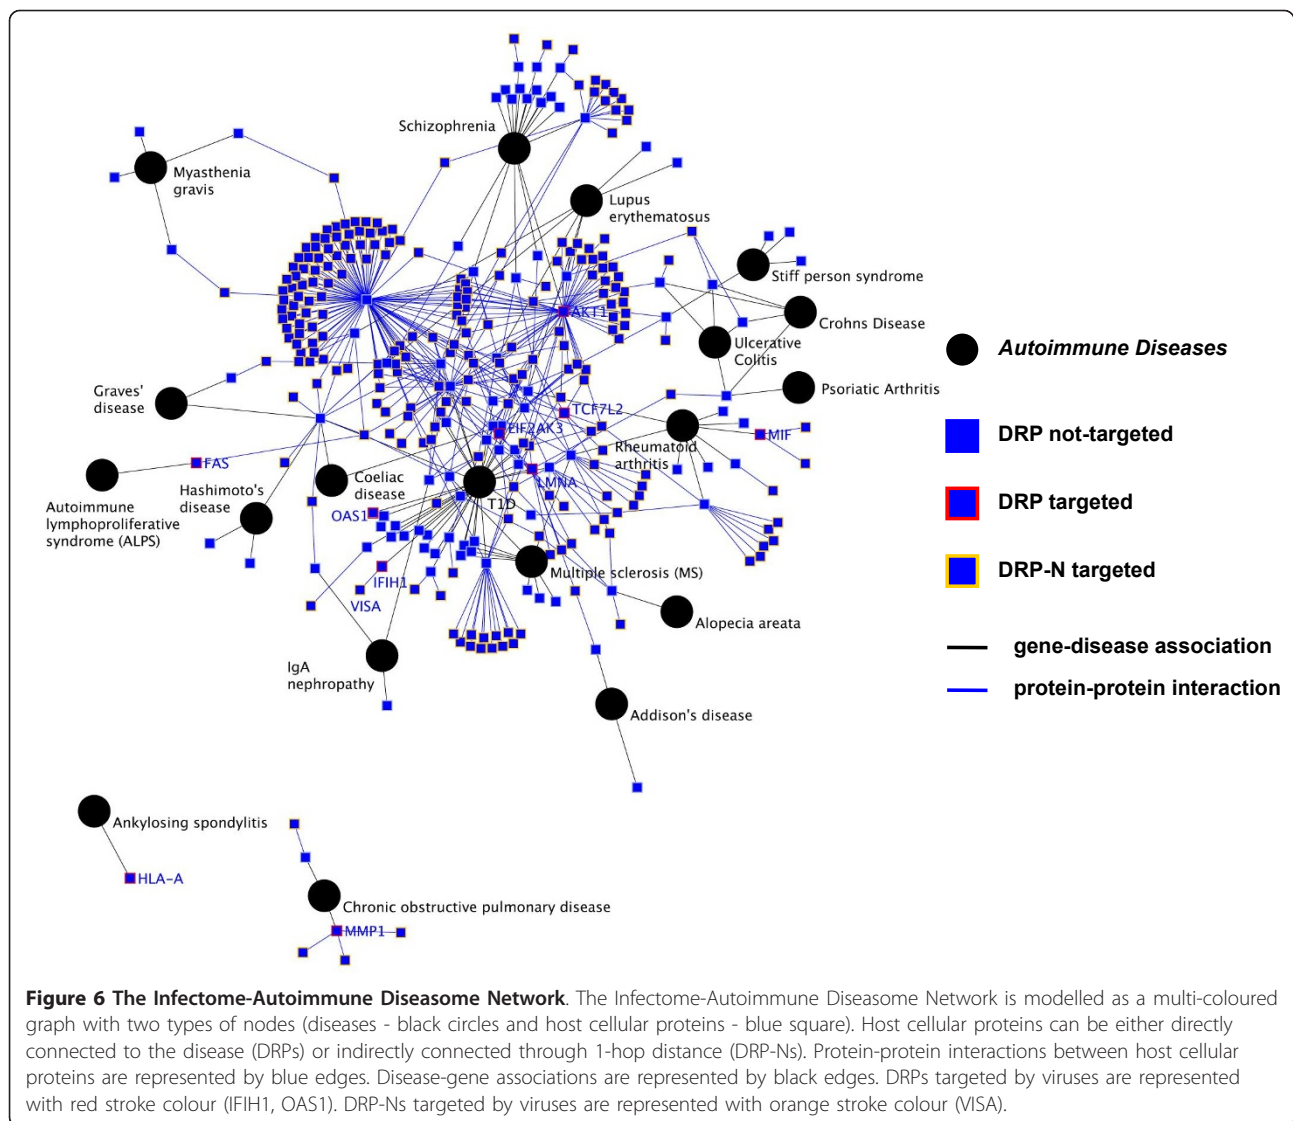 Schizophrenia
Myasthenia
gravis
Lupus
erythematosus
Stiff person syndrome
Crohns Disease
AKT1
Ulcerative
Colitis
Autoimmune Diseases
Psoriatic Arthritis
Graves'
disease
TCF7L2
DRP not-targeted
EIF2AK3
MIF
Rheumatoid
arthritis
FAS
LMNA
Coeliac
disease
Hashimoto's
disease
T1D
DRP targeted
Autoimmune
lymphoproliferative
syndrome (ALPS)
OAS1
DRP-N targeted
Multiple sclerosis (MS)
IFIH1
VISA
Alopecia areata
gene-disease association
IgA
nephropathy
protein-protein interaction
Addison's disease
Ankylosing spondylitis
HLA-A
Chronic obstructive pulmonary disease
MMP1
Figure 6 The Infectome-Autoimmune Diseasome Network. The Infectome-Autoimmune Diseasome Network is modelled as a multi-coloured
graph with two types of nodes (diseases - black circles and host cellular proteins - blue square). Host cellular proteins can be either directly
connected to the disease (DRPs) or indirectly connected through 1-hop distance (DRP-Ns). Protein-protein interactions between host cellular
proteins are represented by blue edges. Disease-gene associations are represented by black edges. DRPs targeted by viruses are represented
with red stroke colour (IFIH1, OAS1). DRP-Ns targeted by viruses are represented with orange stroke colour (VISA).